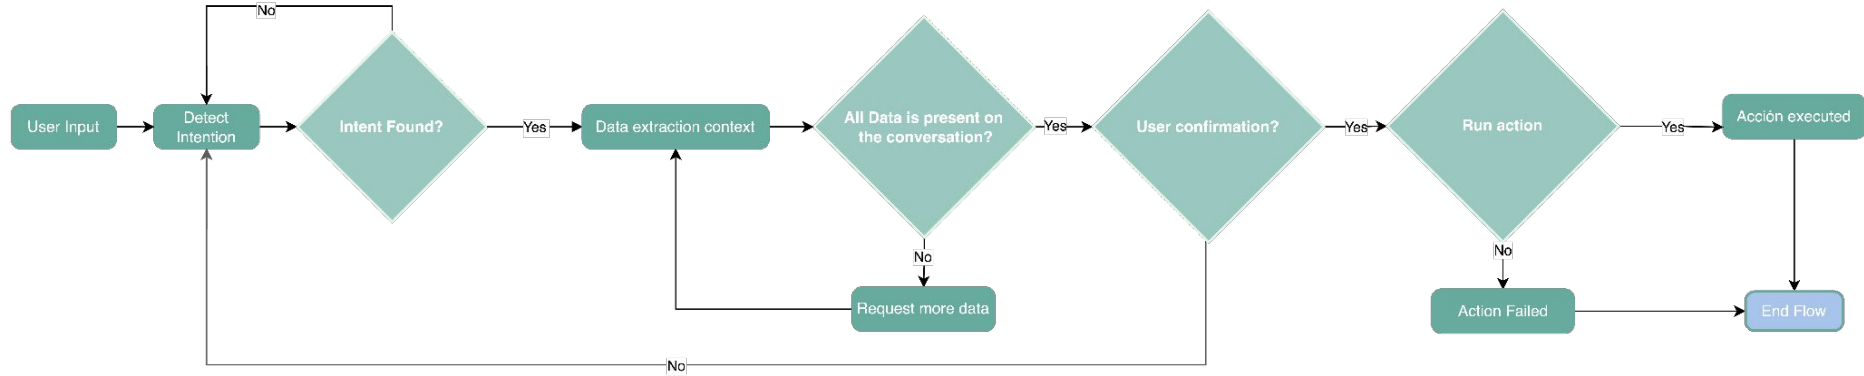 No
User Input
Detect
Intention
Intent Found?
Yes
Data extraction context
All Data is present on
the conversation?
Yes
User confirmation?
Yes
Run action
Yes
Acción executed
No
Request more data
No
Action Failed
End Flow
No